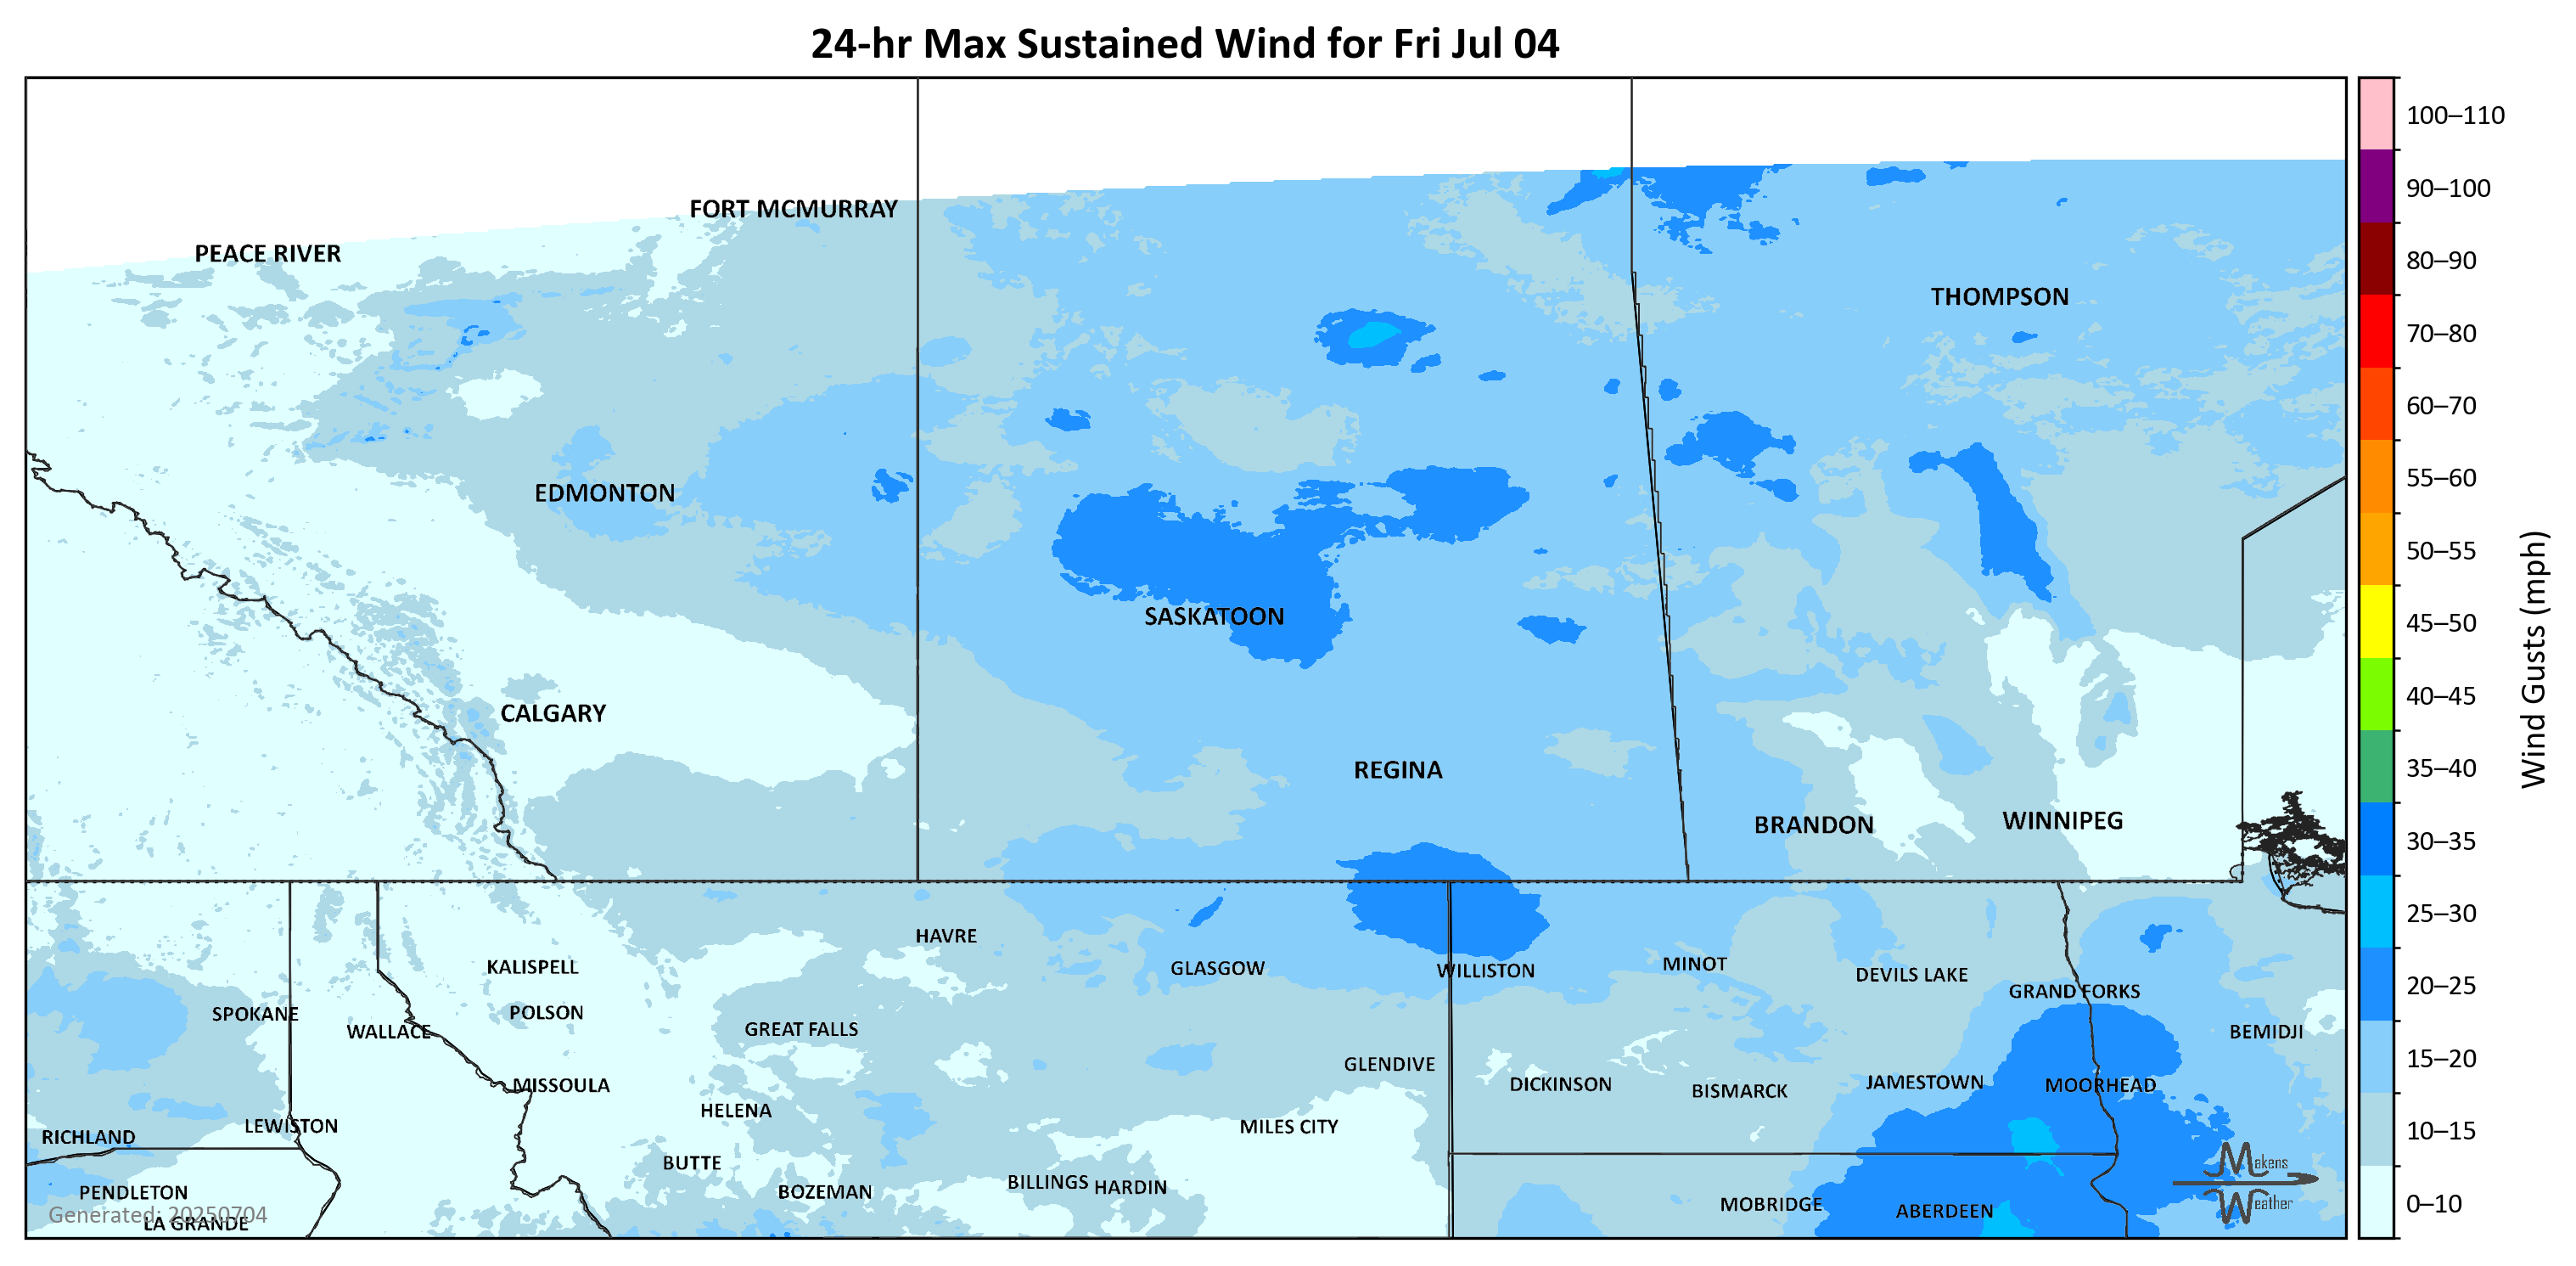 24-hr Max Sustained Wind for Fri Jul 04
100–110
90–100
80–90
70–80
60–70
55–60
50–55
45–50
40–45
35–40
30–35
25–30
20–25
15–20
10–15
0–10
Wind Gusts (mph)
FORT MCMURRAY
PEACE RIVER
THOMPSON
EDMONTON
SASKATOON
CALGARY
REGINA
BRANDON
WINNIPEG
HAVRE
KALISPELL
GLASGOW
WILLISTON
MINOT
DEVILS LAKE
GRAND FORKS
SPOKANE
POLSON
WALLACE
GREAT FALLS
BEMIDJI
GLENDIVE
MISSOULA
DICKINSON
BISMARCK
JAMESTOWN
MOORHEAD
HELENA
LEWISTON
MILES CITY
RICHLAND
BUTTE
BOZEMAN
BILLINGS
HARDIN
PENDLETON
MOBRIDGE
ABERDEEN
Generated: 20250704
LA GRANDE
Makens
Weather